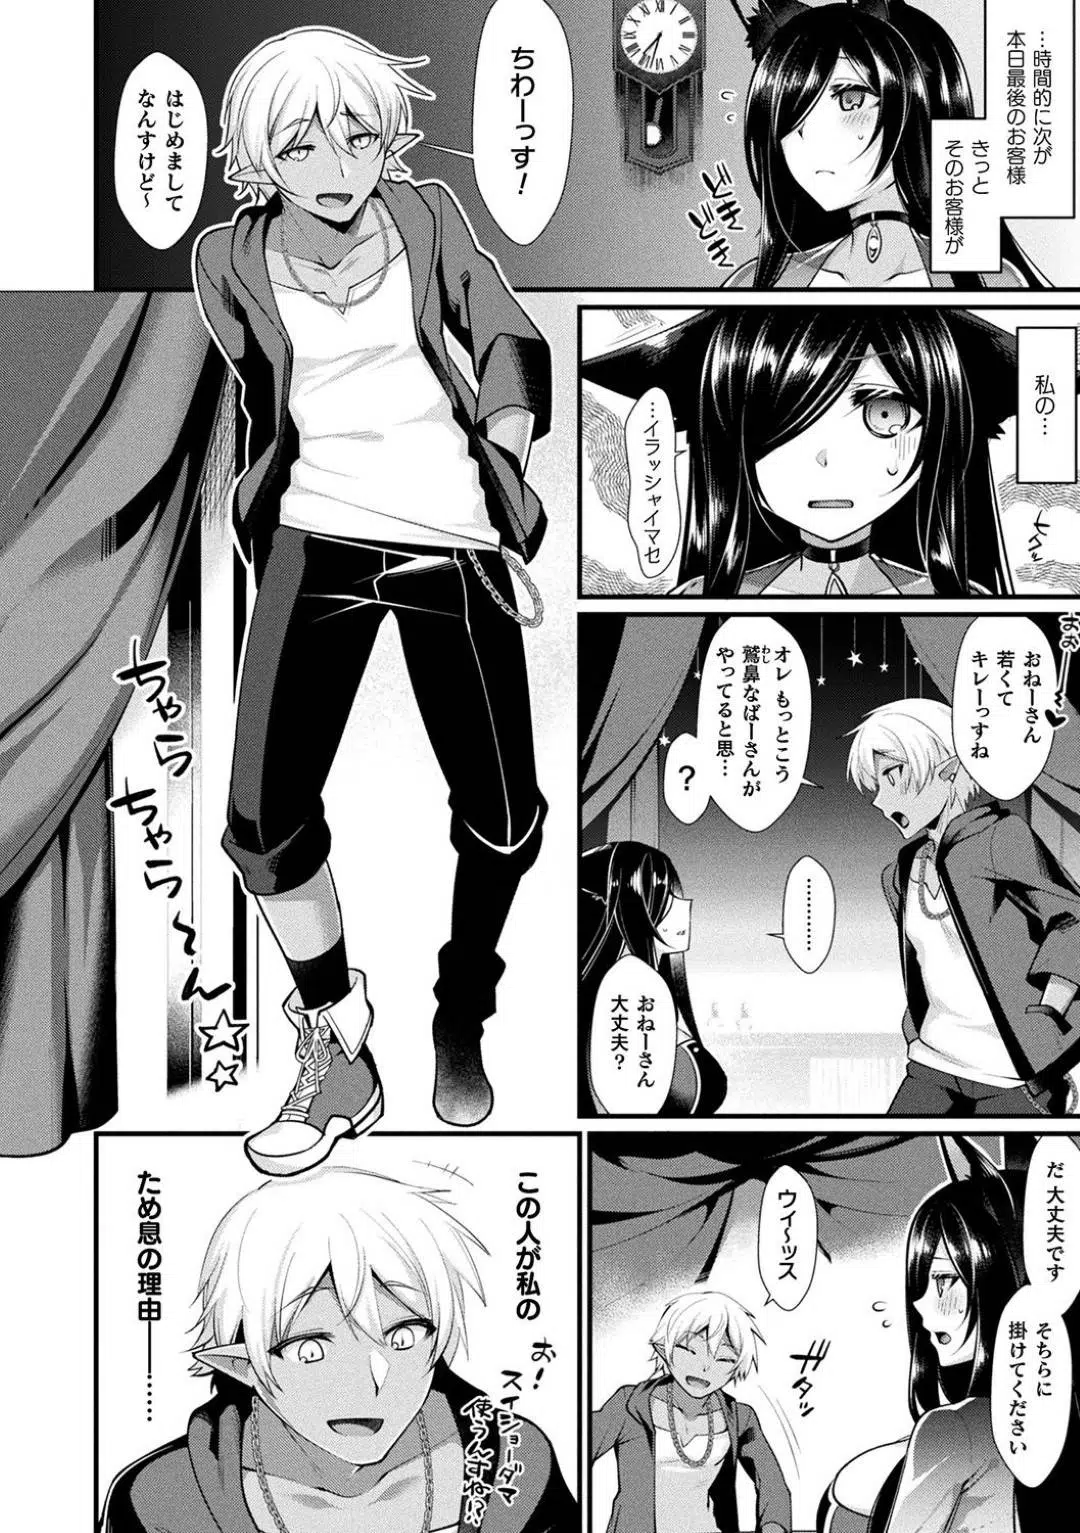 …時間的に次が
本日最後のお客様
きっと
そのお客様が
どき
どき
ちわーっす！
はじめまして
なんすけど〜
ちゃら
ちゃら
〜ん
私の…
…イラッシャイマセ
おねーさん
若くて
キレーっすね
オレ もっとこう
鷲鼻なばーさんが
わし
やってると思…
？
………
おねーさん
大丈夫？
だ 大丈夫です
そちらに
掛けてください
ウィ〜ッス
ガタッ
この人が私の
ため息の理由――……
お！
スイショーダマ
使うんすね!?